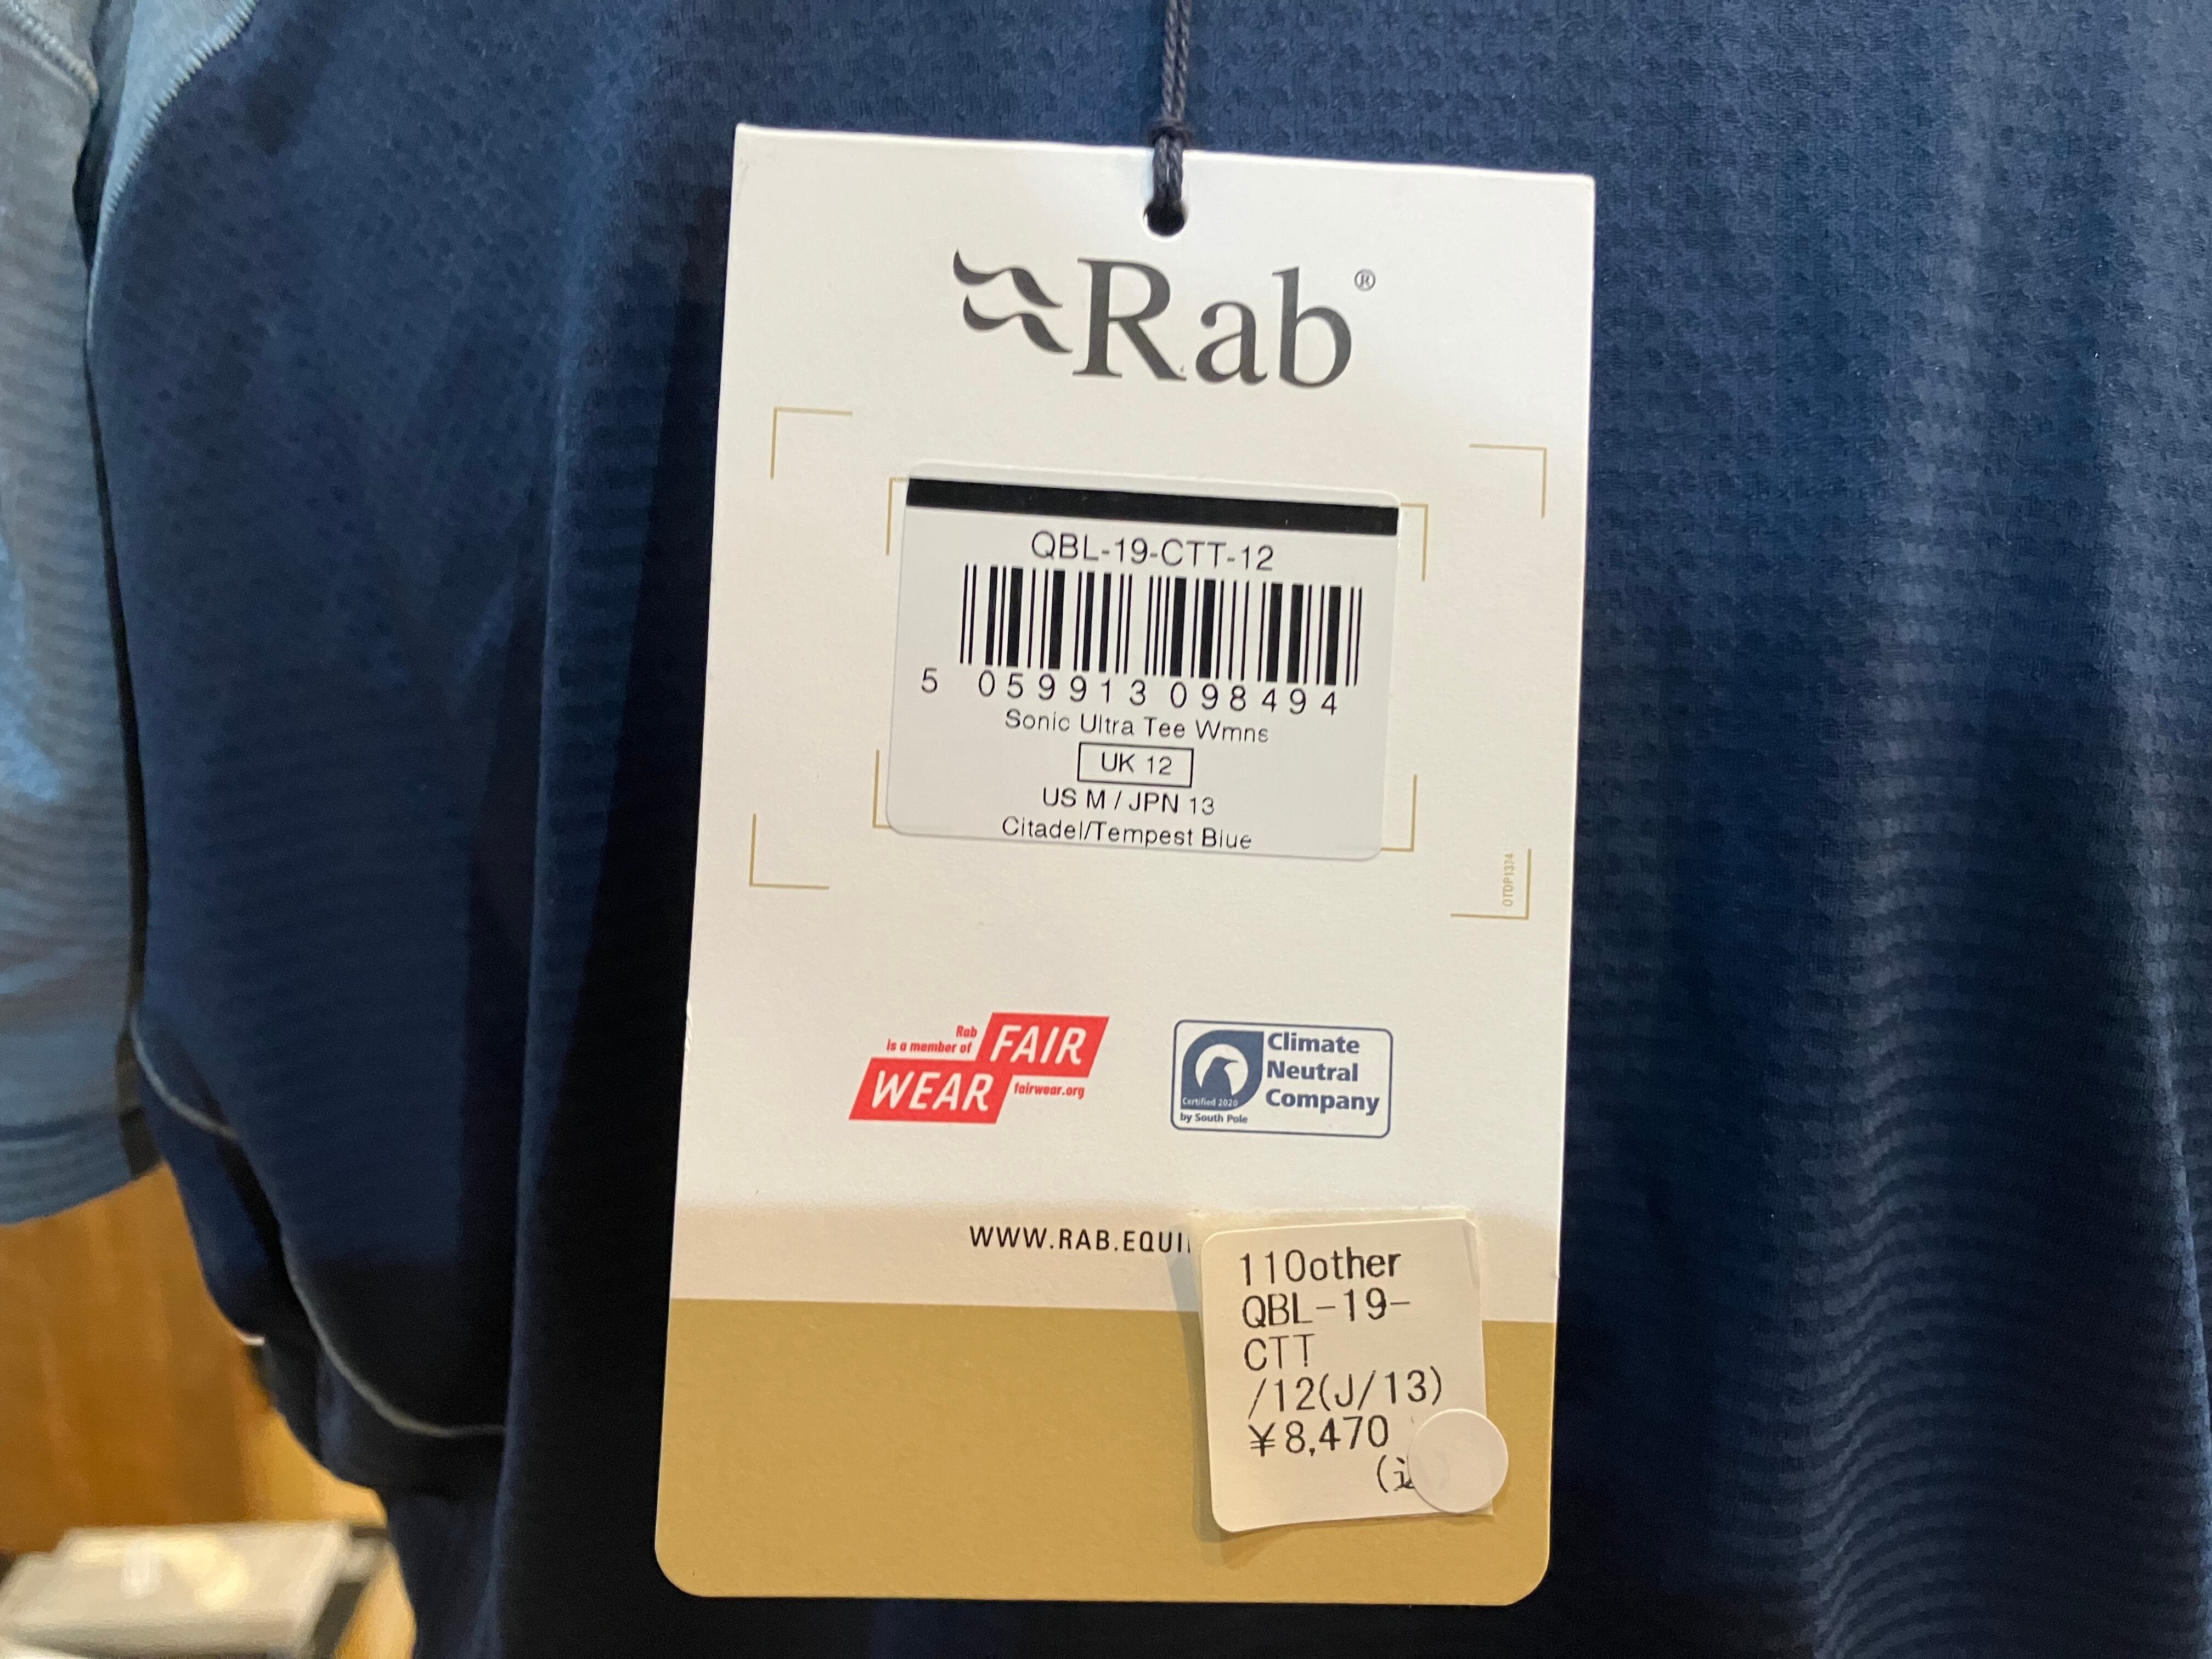 Rab®
QBL-19-CTT-12
5 059913 098494
Sonic Ultra Tee Wmns
UK 12
US M / JPN 13
Citadel/Tempest Blue
OTDP1374
Rab
is a member of
FAIR
WEAR
fairwear.org
Climate
Neutral
Company
Certified 2020
by South Pole
WWW.RAB.EQUI
110other
QBL-19-
CTT
/12(J/13)
¥8,470